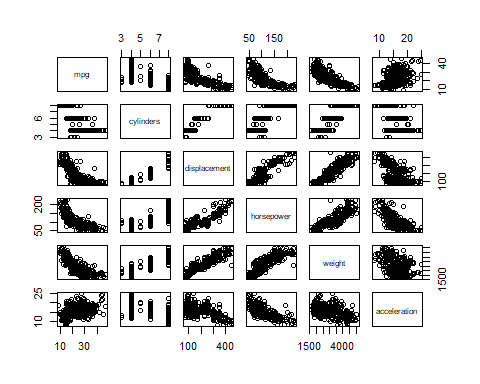 3 5 7 50 150 10 20
mpg
10 40
cylinders
3 6
displacement
100
horsepower
50 200
weight
1500
acceleration
10 25
10 30 100 400 1500 4000